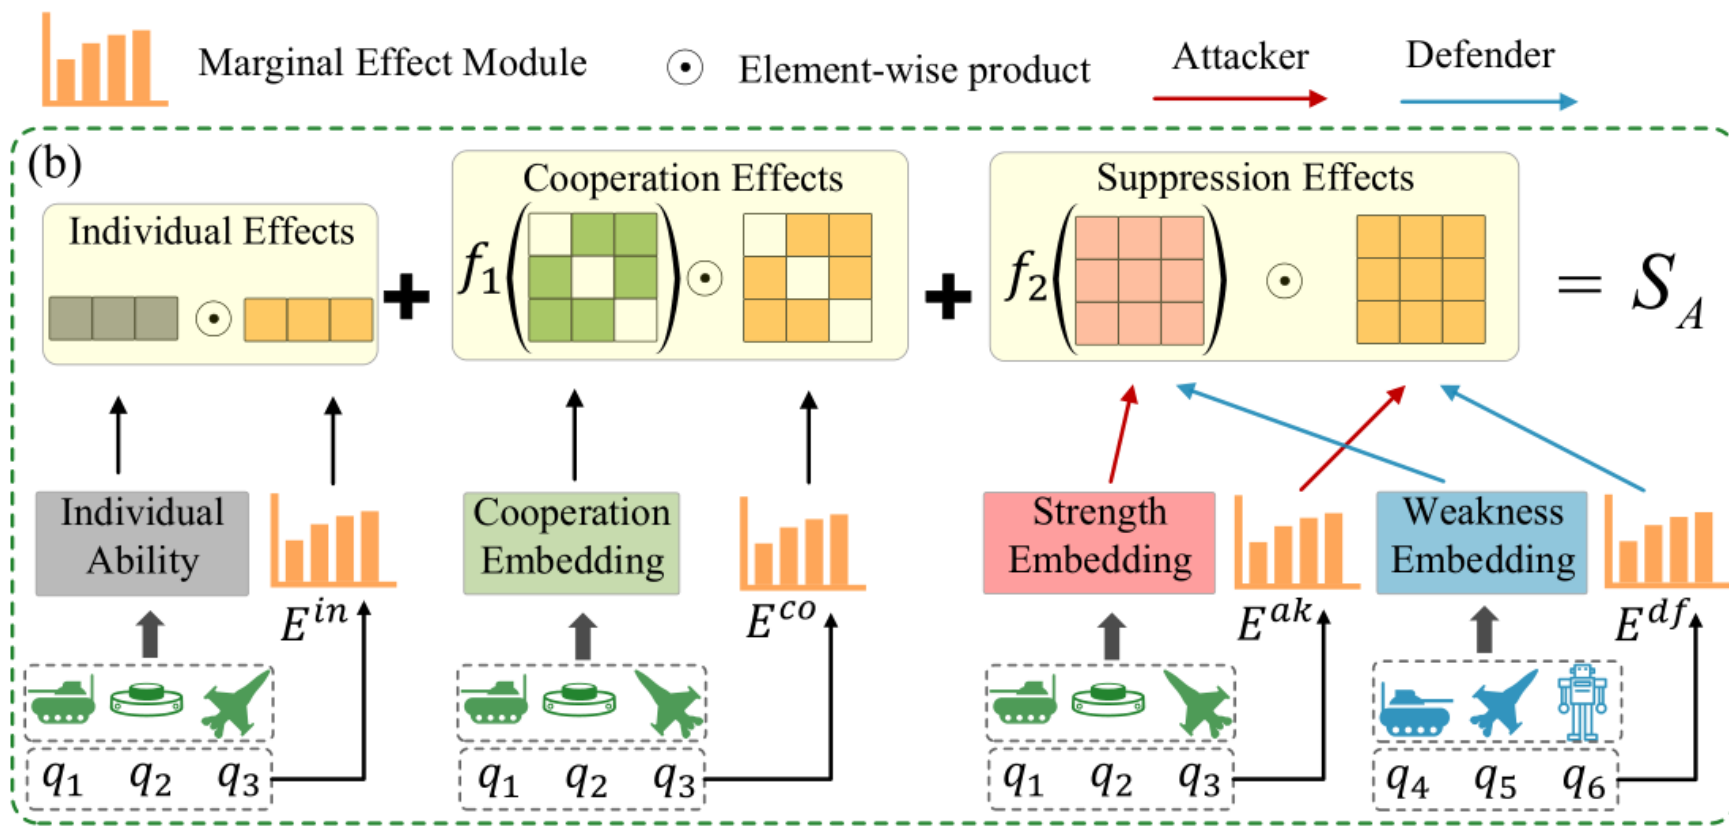 Marginal Effect Module
Element-wise product
Attacker
Defender
(b)
Individual Effects
+
Cooperation Effects
f₁( ) ⊙
+
Suppression Effects
f₂( ) ⊙
= S_A
Individual
Ability
E^{in}
Cooperation
Embedding
E^{co}
Strength
Embedding
E^{ak}
Weakness
Embedding
E^{df}
q₁ q₂ q₃
q₁ q₂ q₃
q₁ q₂ q₃
q₄ q₅ q₆